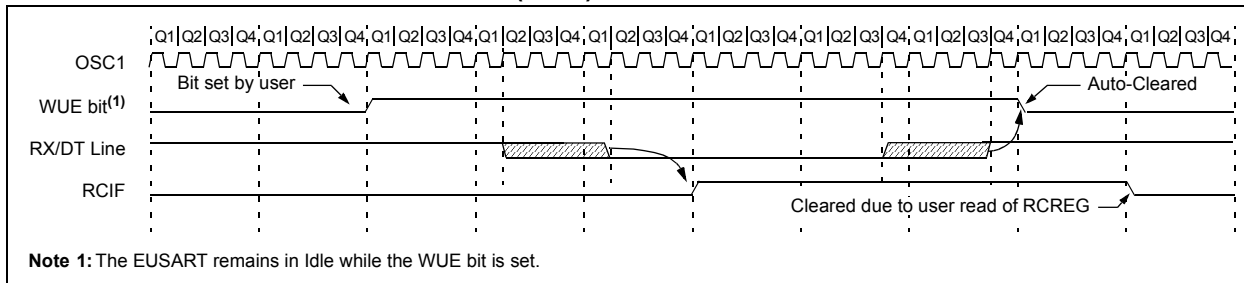 Q1 Q2 Q3 Q4 Q1 Q2 Q3 Q4 Q1 Q2 Q3 Q4 Q1 Q2 Q3 Q4 Q1 Q2 Q3 Q4 Q1 Q2 Q3 Q4 Q1 Q2 Q3 Q4 Q1 Q2 Q3 Q4 Q1 Q2 Q3 Q4 Q1 Q2 Q3 Q4
OSC1
Bit set by user
Auto-Cleared
WUE bit(1)
RX/DT Line
RCIF
Cleared due to user read of RCREG
Note 1: The EUSART remains in Idle while the WUE bit is set.